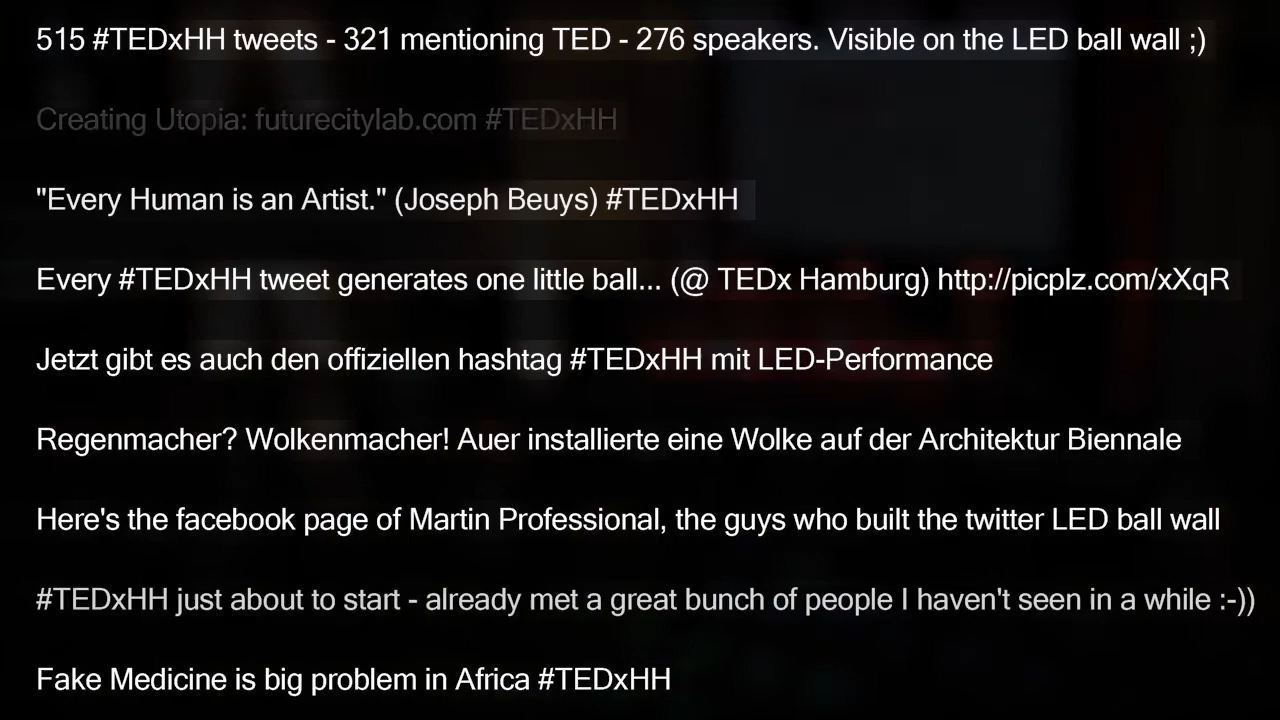 515 #TEDxHH tweets - 321 mentioning TED - 276 speakers. Visible on the LED ball wall ;)
Creating Utopia: futurecitylab.com #TEDxHH
"Every Human is an Artist." (Joseph Beuys) #TEDxHH
Every #TEDxHH tweet generates one little ball... (@ TEDx Hamburg) http://picplz.com/xXqR
Jetzt gibt es auch den offiziellen hashtag #TEDxHH mit LED-Performance
Regenmacher? Wolkenmacher! Auer installierte eine Wolke auf der Architektur Biennale
Here's the facebook page of Martin Professional, the guys who built the twitter LED ball wall
#TEDxHH just about to start - already met a great bunch of people I haven't seen in a while :-))
Fake Medicine is big problem in Africa #TEDxHH